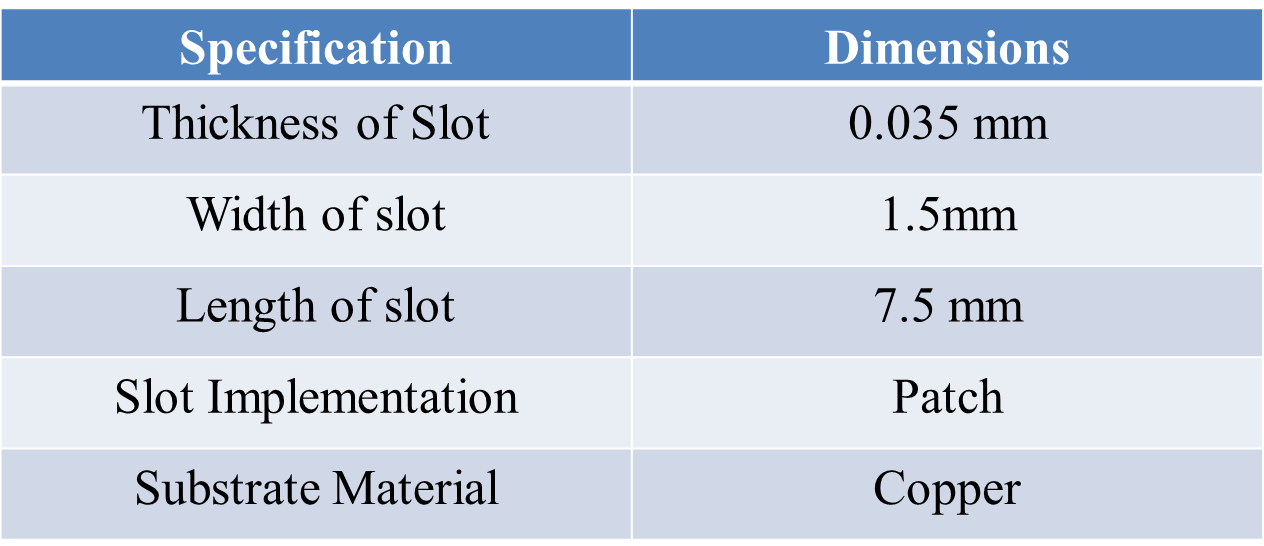 Specification Dimensions
Thickness of Slot 0.035 mm
Width of slot 1.5mm
Length of slot 7.5 mm
Slot Implementation Patch
Substrate Material Copper